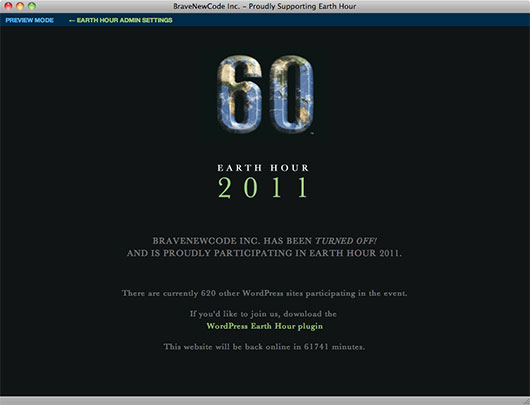 BraveNewCode Inc. – Proudly Supporting Earth Hour
PREVIEW MODE ← EARTH HOUR ADMIN SETTINGS
60™
EARTH HOUR
2011
BRAVENEWCODE INC. HAS BEEN TURNED OFF!
AND IS PROUDLY PARTICIPATING IN EARTH HOUR 2011.
There are currently 620 other WordPress sites participating in the event.
If you'd like to join us, download the
WordPress Earth Hour plugin
This website will be back online in 61741 minutes.